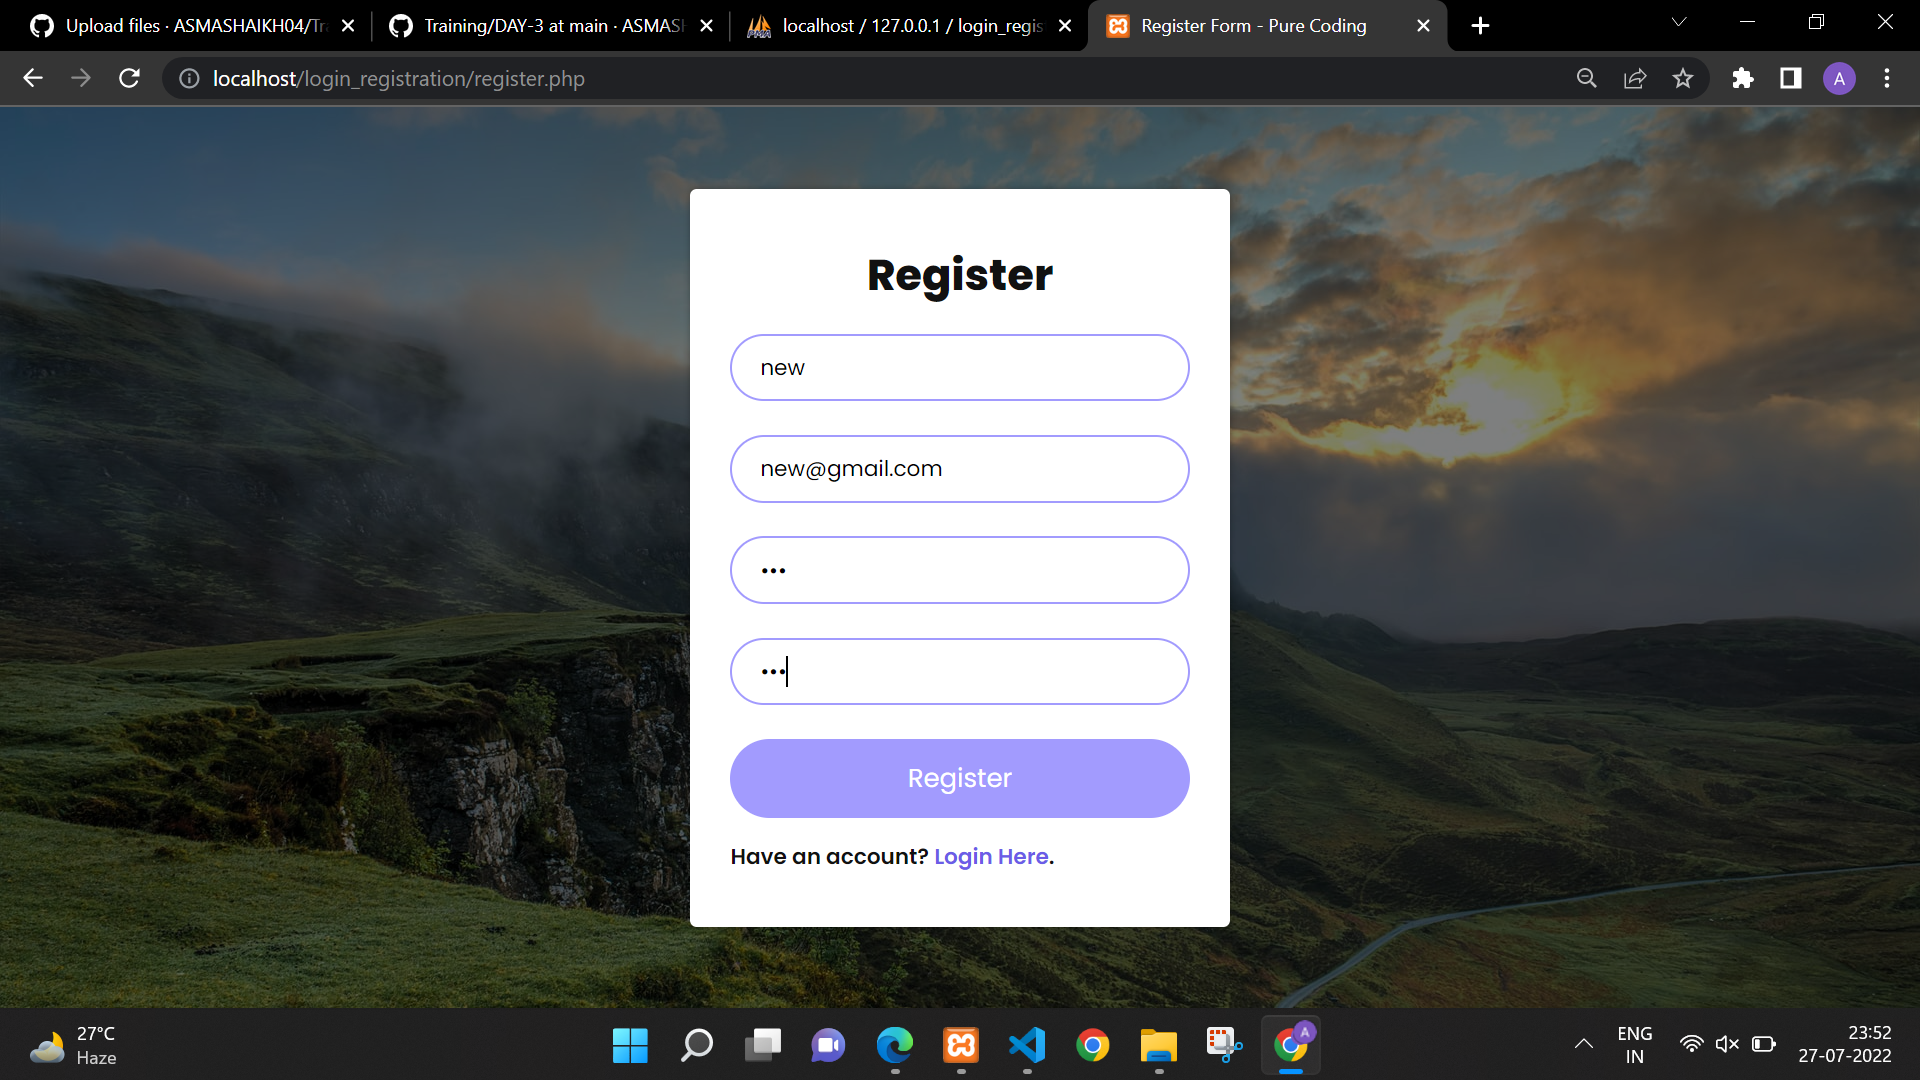 Upload files · ASMASHAIKH04/Tr
Training/DAY-3 at main · ASMASH
localhost / 127.0.0.1 / login_regis
Register Form - Pure Coding
localhost/login_registration/register.php
A
Register
new
new@gmail.com
•••
•••
Register
Have an account? Login Here.
27°C
Haze
A
ENG
IN
23:52
27-07-2022